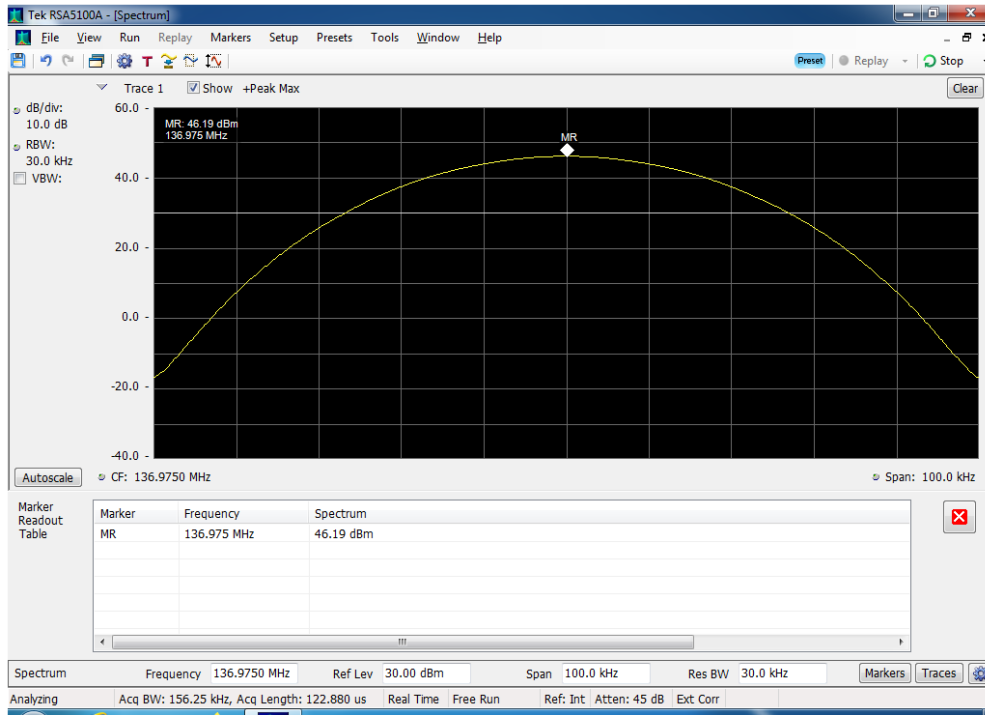 Tek RSA5100A - [Spectrum]
File View Run Replay Markers Setup Presets Tools Window Help
T
Preset Replay Stop
Trace 1 Show +Peak Max Clear
dB/div:
10.0 dB
RBW:
30.0 kHz
VBW:
60.0 -
40.0 -
20.0 -
0.0 -
-20.0 -
-40.0 -
MR: 46.19 dBm
136.975 MHz
MR
Autoscale CF: 136.9750 MHz Span: 100.0 kHz
Marker
Readout
Table
Marker Frequency Spectrum
MR 136.975 MHz 46.19 dBm
Spectrum Frequency 136.9750 MHz Ref Lev 30.00 dBm Span 100.0 kHz Res BW 30.0 kHz Markers Traces
Analyzing Acq BW: 156.25 kHz, Acq Length: 122.880 us Real Time Free Run Ref: Int Atten: 45 dB Ext Corr